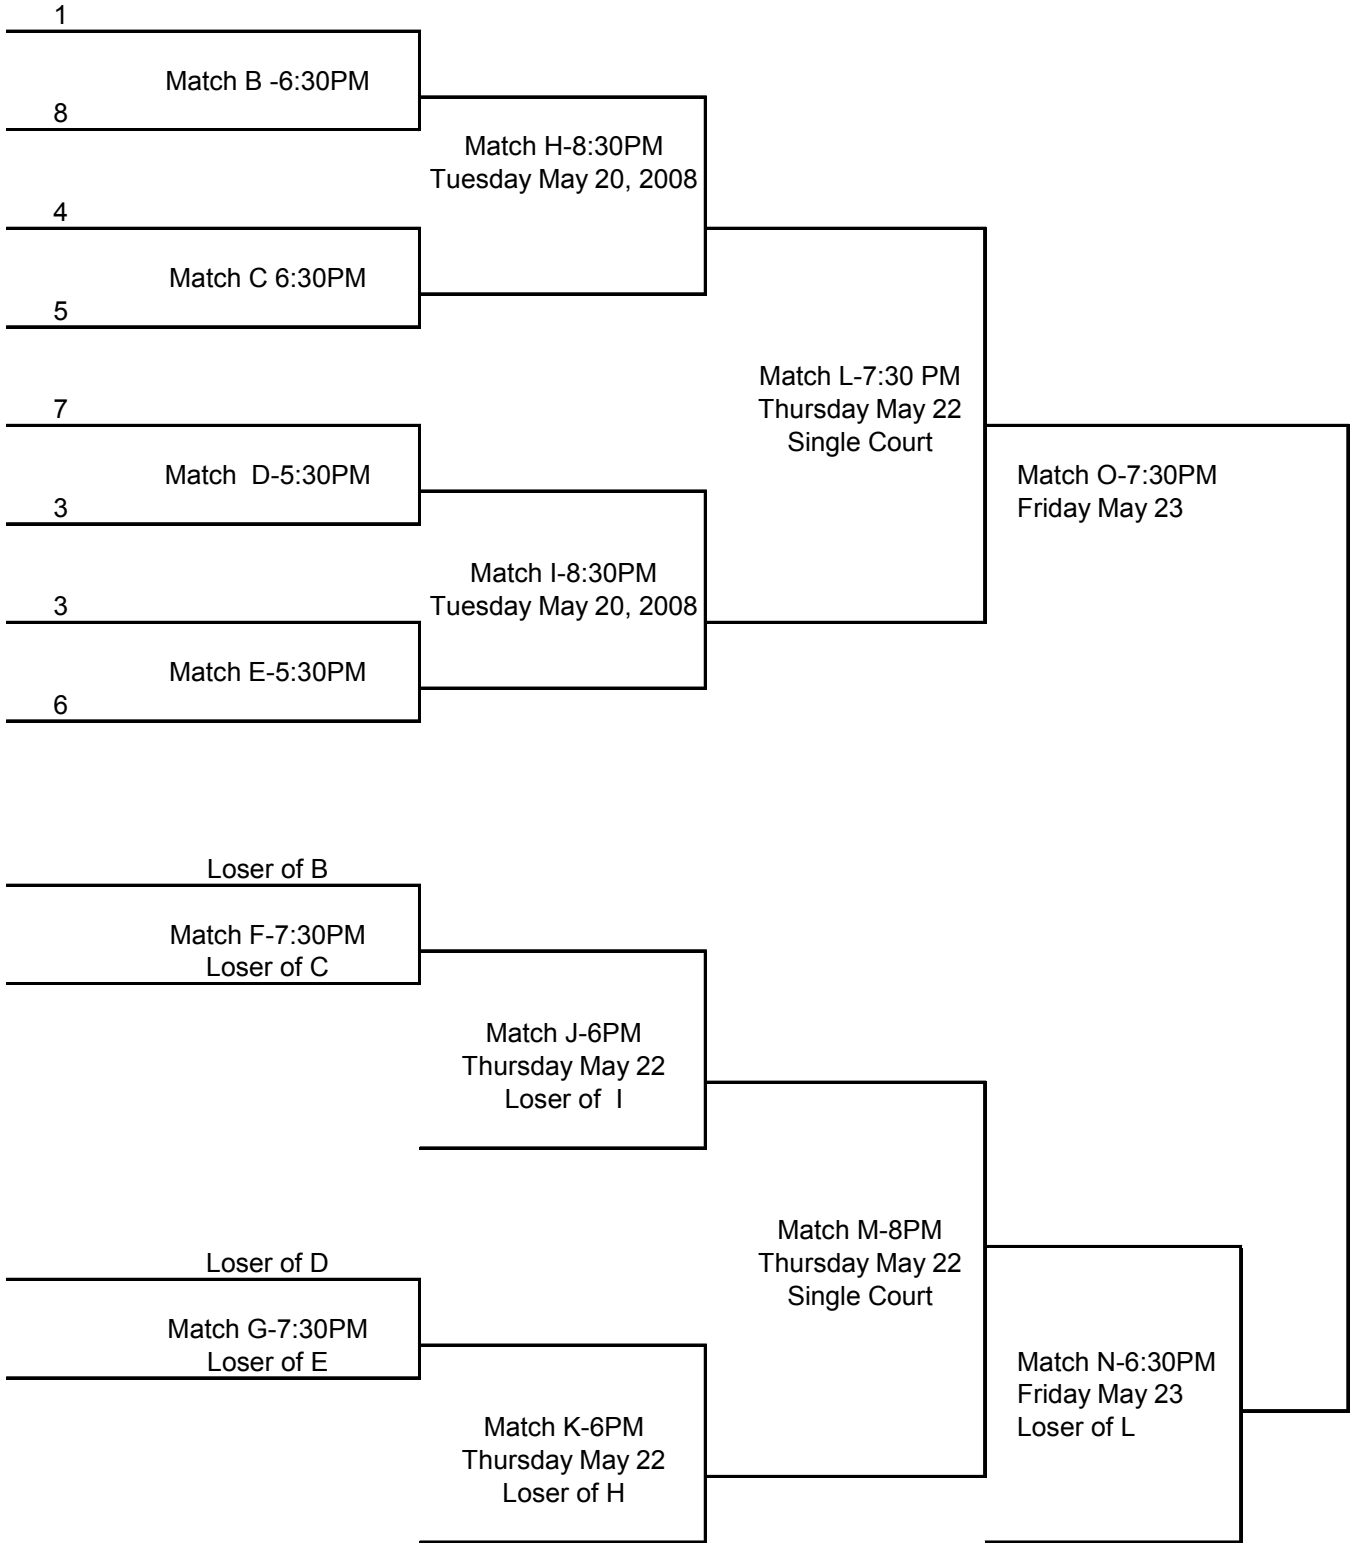 1
Match B -6:30PM
8
Match H-8:30PM
Tuesday May 20, 2008
4
Match C 6:30PM
5
Match L-7:30 PM
Thursday May 22
Single Court
7
Match  D-5:30PM
3
Match O-7:30PM
Friday May 23
Match I-8:30PM
Tuesday May 20, 2008
3
Match E-5:30PM
6
Loser of B
Match F-7:30PM
Loser of C
Match J-6PM
Thursday May 22
Loser of  I
Match M-8PM
Thursday May 22
Single Court
Loser of D
Match G-7:30PM
Loser of E
Match N-6:30PM
Friday May 23
Loser of L
Match K-6PM
Thursday May 22
Loser of H